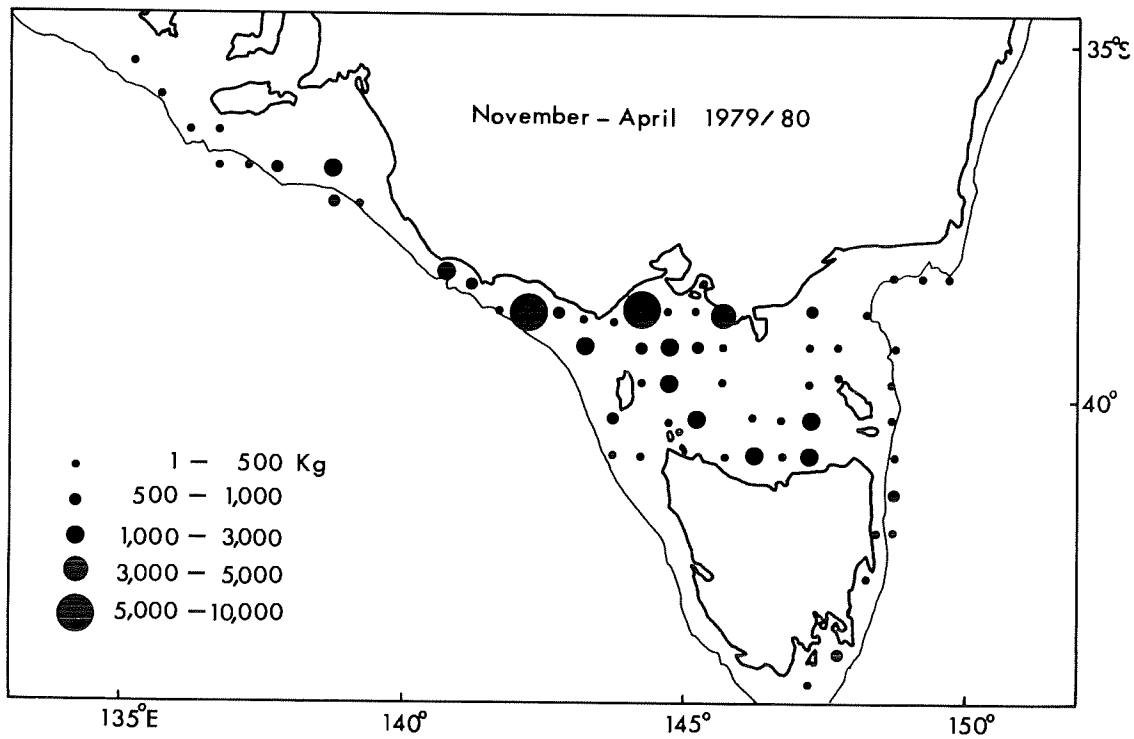 35°S
November – April 1979/80
40°
1 – 500 Kg
500 – 1,000
1,000 – 3,000
3,000 – 5,000
5,000 – 10,000
135°E 140° 145° 150°